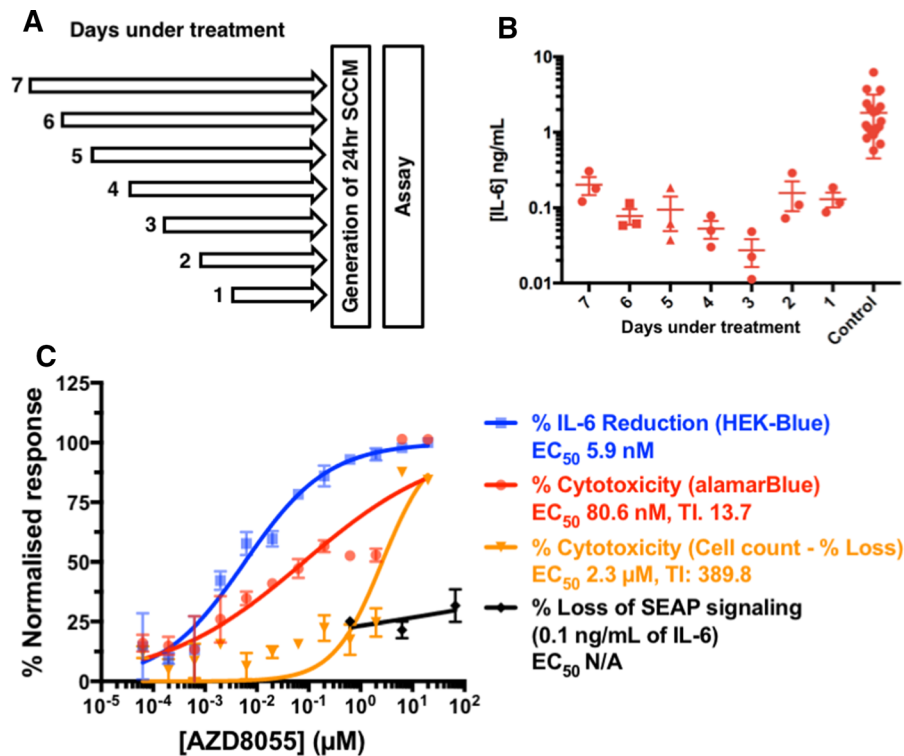 A
Days under treatment
7
6
5
4
3
2
1
Generation of 24hr SCCM
Assay
B
[IL-6] ng/mL
10
1
0.1
0.01
7
6
5
4
3
2
1
Control
Days under treatment
C
% Normalised response
125
100
75
50
25
0
10-5
10-4
10-3
10-2
10-1
100
101
102
[AZD8055] (µM)
% IL-6 Reduction (HEK-Blue)
EC50 5.9 nM
% Cytotoxicity (alamarBlue)
EC50 80.6 nM, TI. 13.7
% Cytotoxicity (Cell count - % Loss)
EC50 2.3 µM, TI: 389.8
% Loss of SEAP signaling
(0.1 ng/mL of IL-6)
EC50 N/A